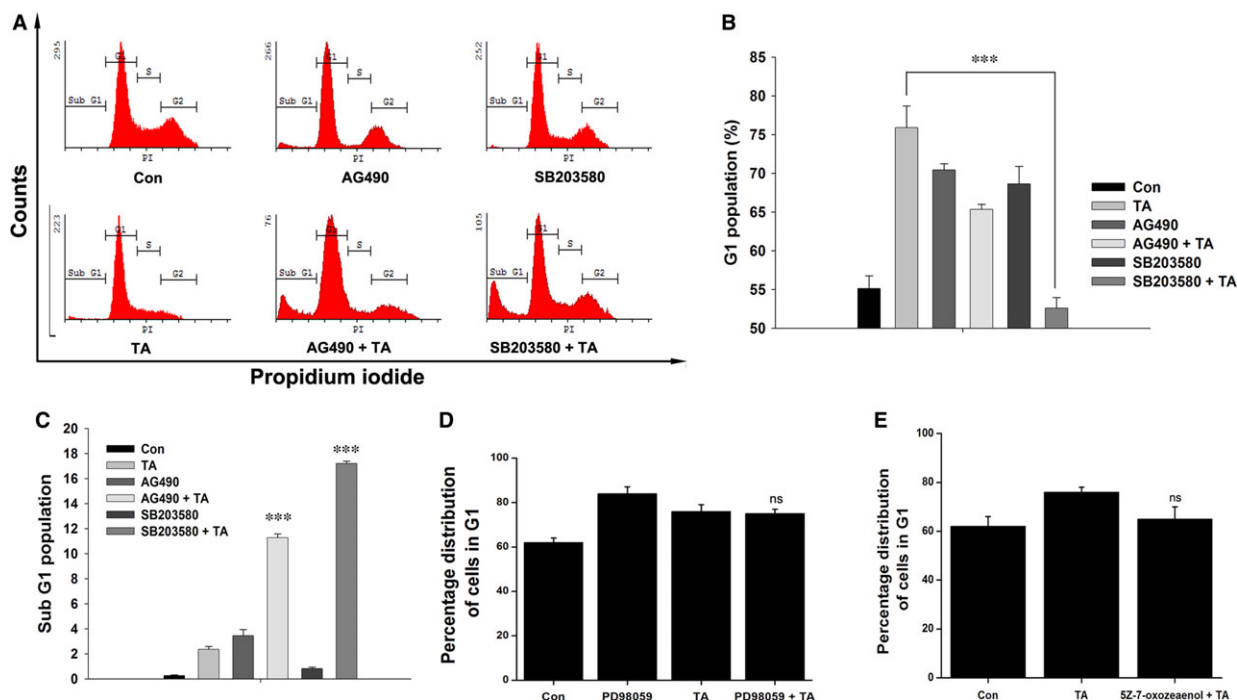 A
Counts
295
G1
S
Sub G1
G2
PI
Con
266
G1
S
Sub G1
G2
PI
AG490
252
G1
S
Sub G1
G2
PI
SB203580
223
G1
S
Sub G1
G2
PI
TA
76
G1
S
Sub G1
G2
PI
AG490 + TA
105
G1
S
Sub G1
G2
PI
SB203580 + TA
Propidium iodide
B
G1 population (%)
85
80
75
70
65
60
55
50
***
Con
TA
AG490
AG490 + TA
SB203580
SB203580 + TA
C
Sub G1 population
20
18
16
14
12
10
8
6
4
2
0
Con
TA
AG490
AG490 + TA
SB203580
SB203580 + TA
***
***
D
Percentage distribution
of cells in G1
100
80
60
40
20
0
ns
Con
PD98059
TA
PD98059 + TA
E
Percentage distribution
of cells in G1
100
80
60
40
20
0
ns
Con
TA
5Z-7-oxozeaenol + TA